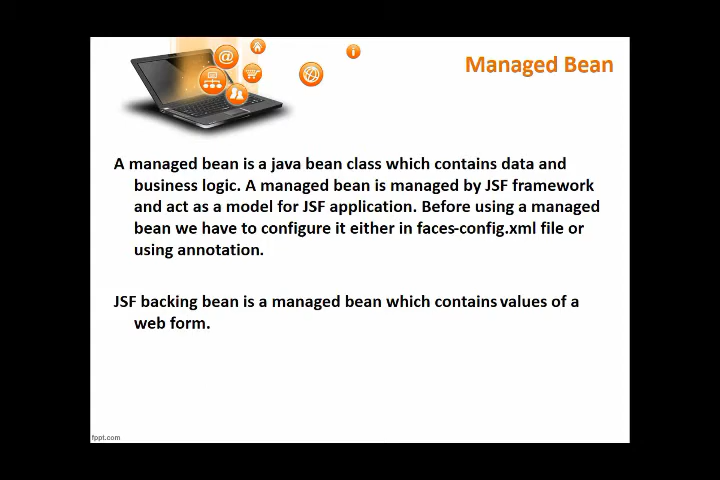 Managed Bean
A managed bean is a java bean class which contains data and
business logic. A managed bean is managed by JSF framework
and act as a model for JSF application. Before using a managed
bean we have to configure it either in faces-config.xml file or
using annotation.
JSF backing bean is a managed bean which contains values of a
web form.
fppt.com